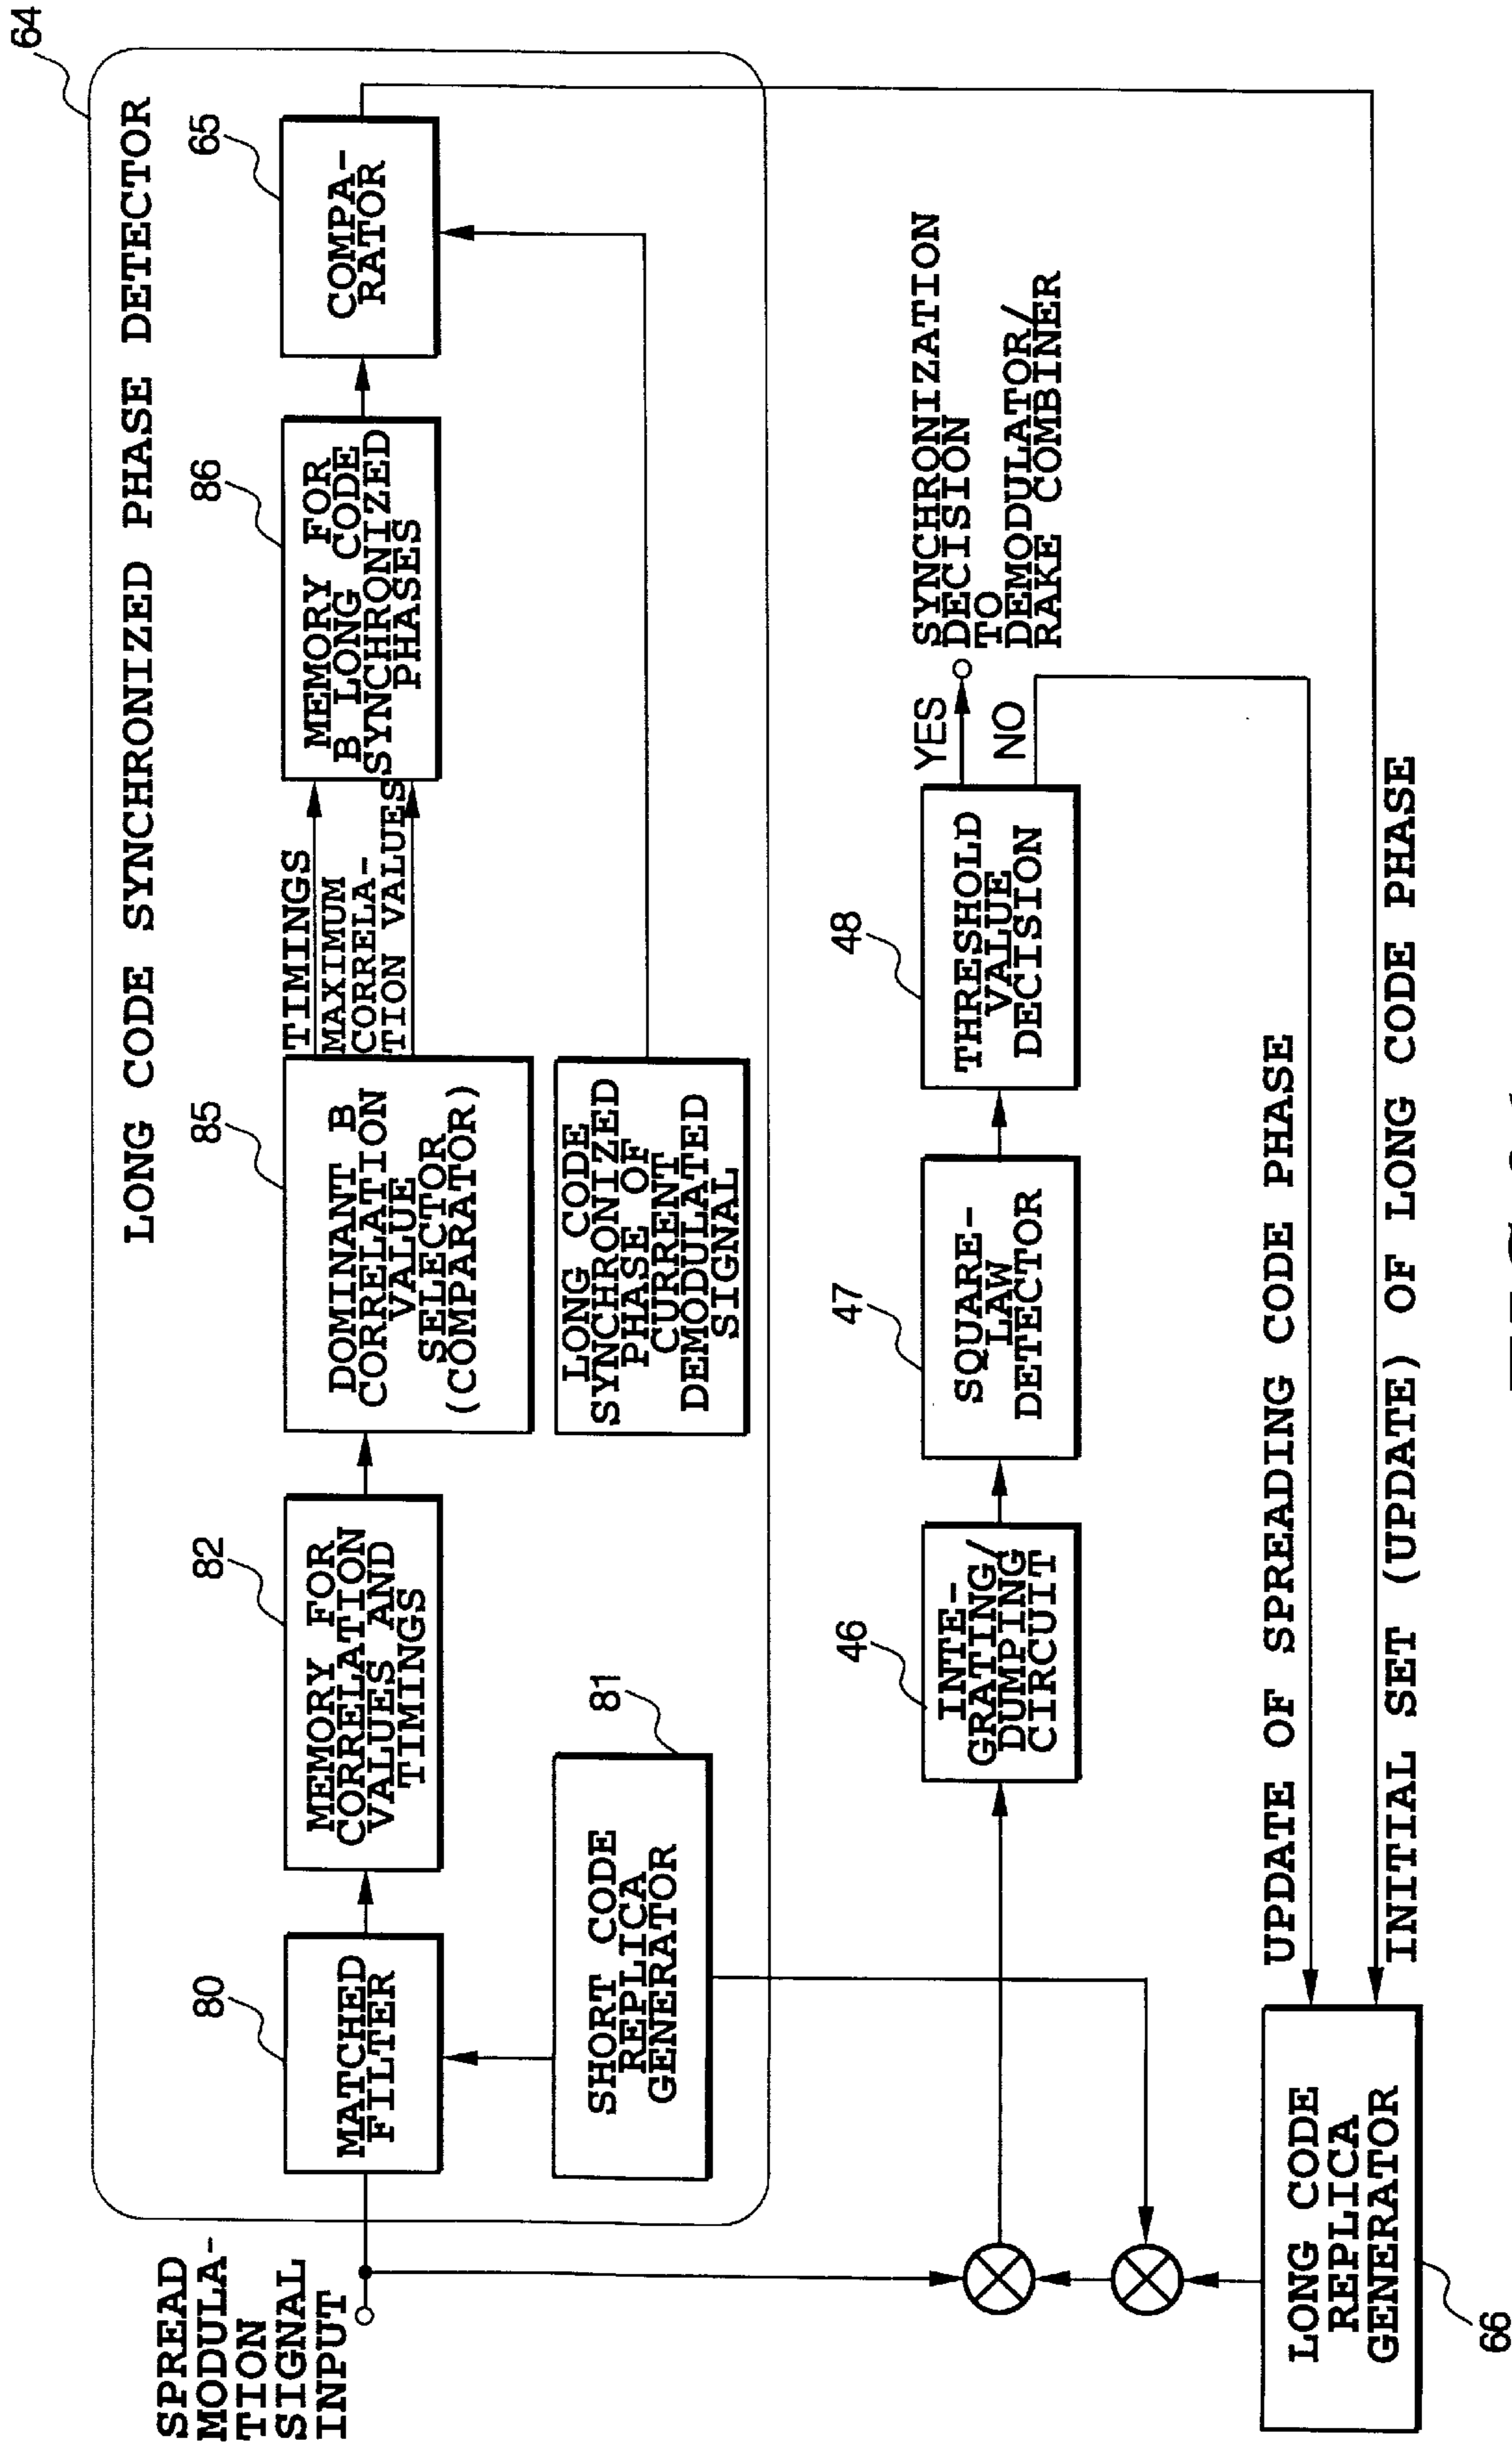 64
LONG CODE SYNCHRONIZED PHASE DETECTOR
SPREAD
MODULA-
TION
SIGNAL
INPUT
80
MATCHED
FILTER
82
MEMORY FOR
CORRELATION
VALUES AND
TIMINGS
85
DOMINANT B
CORRELATION
VALUE
SELECTOR
(COMPARATOR)
TIMINGS
MAXIMUM
CORRELA-
TION VALUES
86
MEMORY FOR
B LONG CODE
SYNCHRONIZED
PHASES
65
COMPA-
RATOR
81
SHORT CODE
REPLICA
GENERATOR
LONG CODE
SYNCHRONIZED
PHASE OF
CURRENT
DEMODULATED
SIGNAL
46
INTE-
GRATING/
DUMPING
CIRCUIT
47
SQUARE-
LAW
DETECTOR
48
THRESHOLD
VALUE
DECISION
YES
NO
SYNCHRONIZATION
DECISION
TO
DEMODULATOR/
RAKE COMBINER
UPDATE OF SPREADING CODE PHASE
INITIAL SET (UPDATE) OF LONG CODE PHASE
LONG CODE
REPLICA
GENERATOR
66